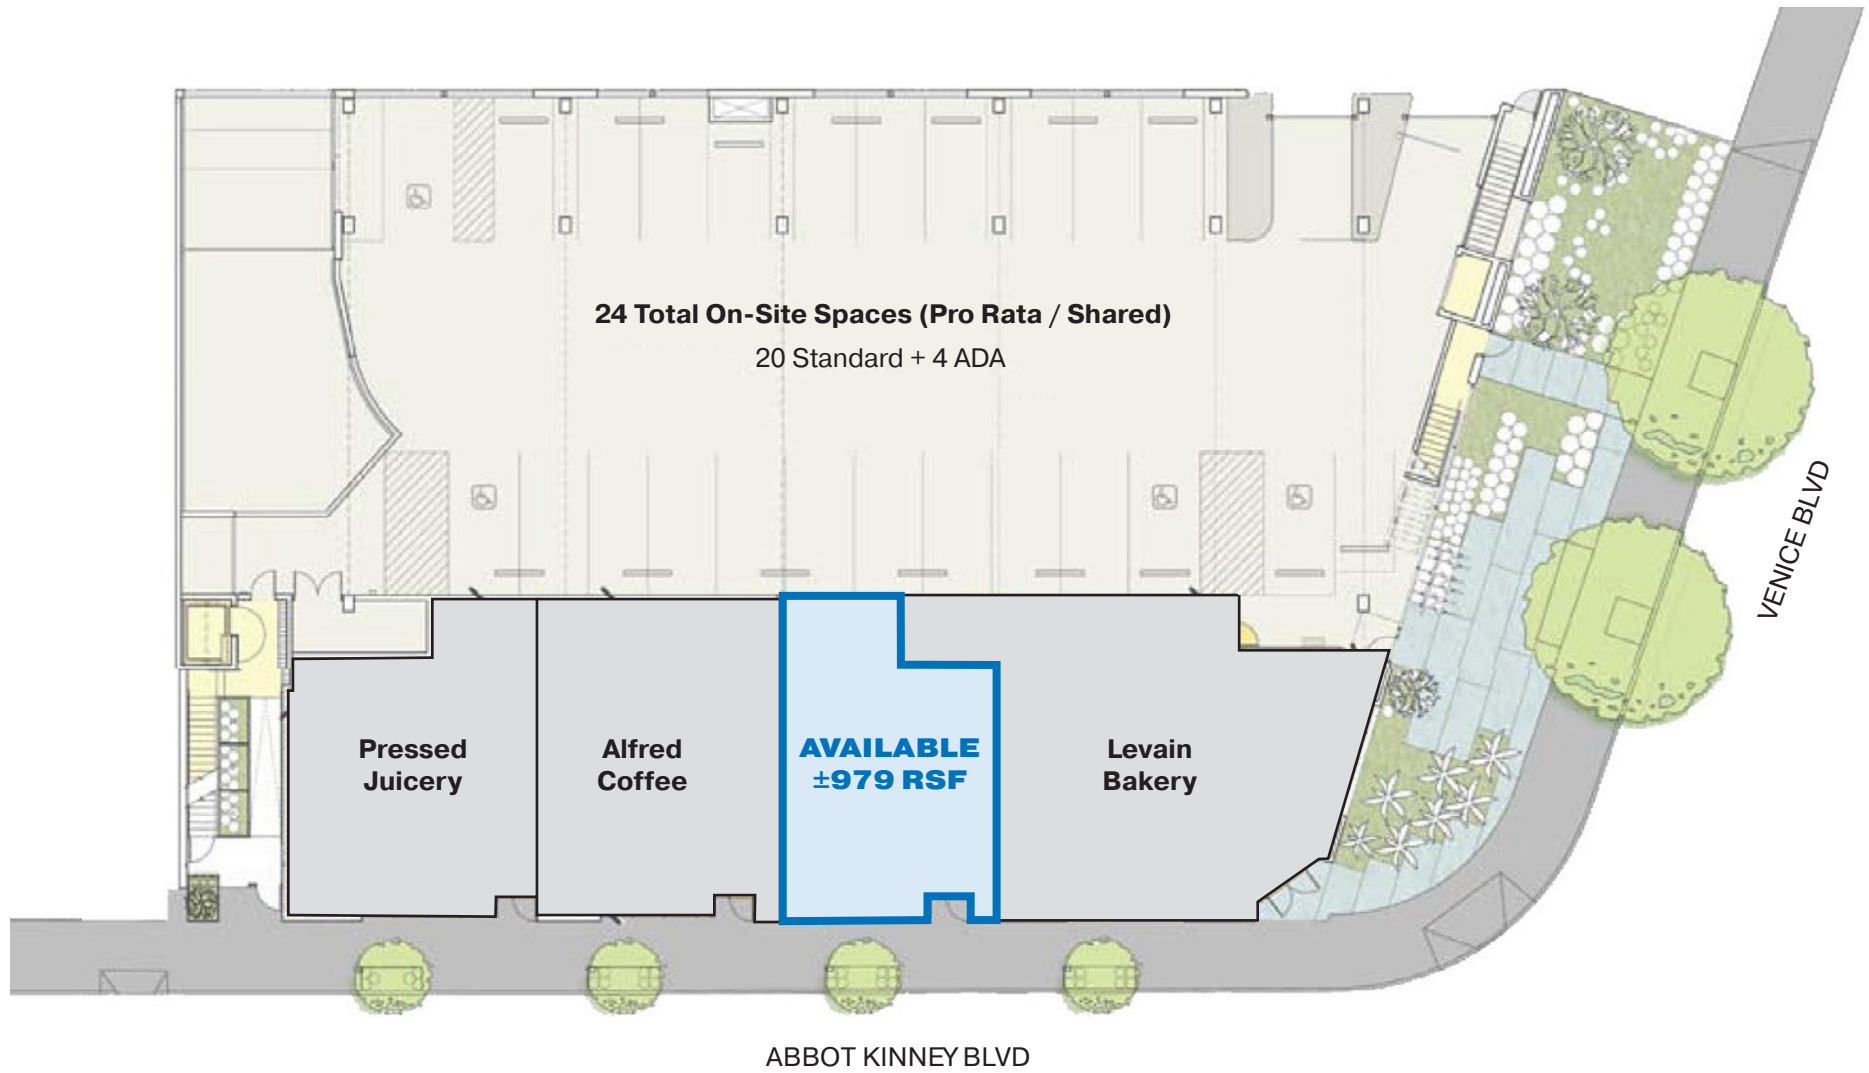 24 Total On-Site Spaces (Pro Rata / Shared)
20 Standard + 4 ADA
VENICE BLVD
Pressed
Juicery
Alfred
Coffee
AVAILABLE
±979 RSF
Levain
Bakery
ABBOT KINNEY BLVD